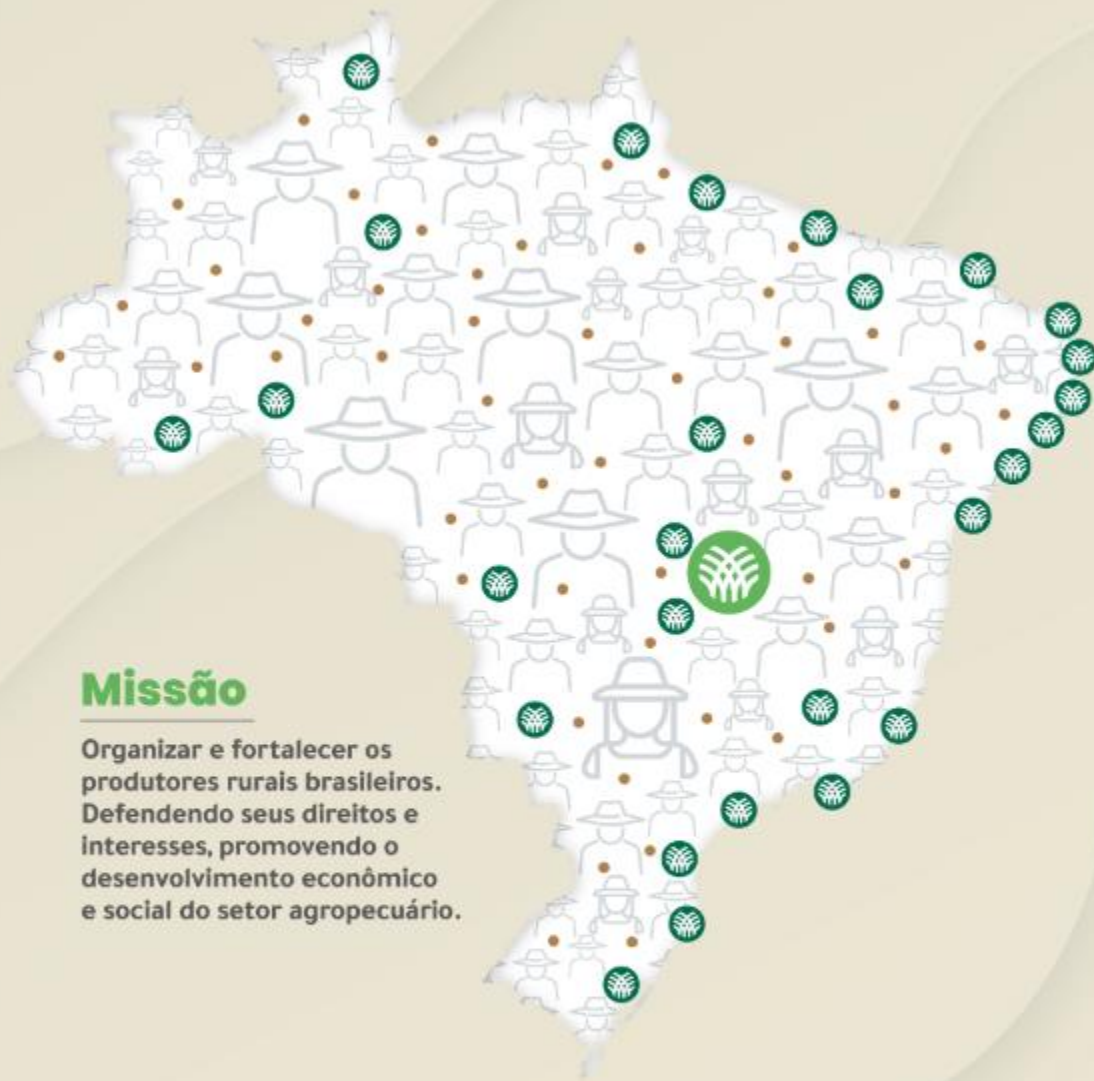 Missão
Organizar e fortalecer os
produtores rurais brasileiros.
Defendendo seus direitos e
interesses, promovendo o
desenvolvimento econômico
e social do setor agropecuário.